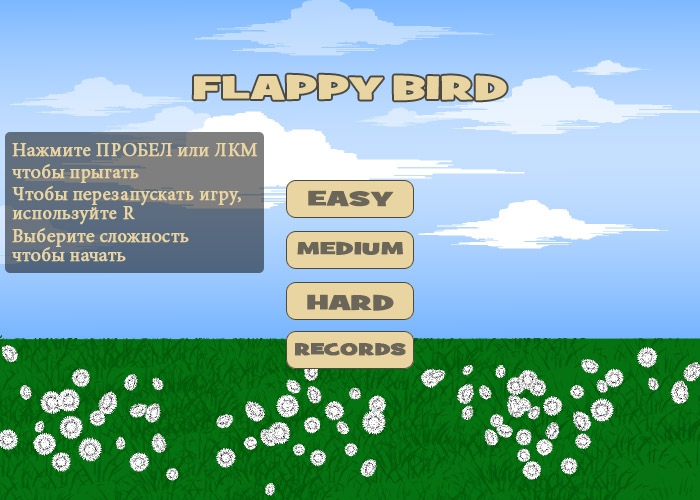 FLAPPY BIRD
Нажмите ПРОБЕЛ или ЛКМ
чтобы прыгать
Чтобы перезапускать игру,
используйте R
Выберите сложность
чтобы начать
EASY
MEDIUM
HARD
RECORDS